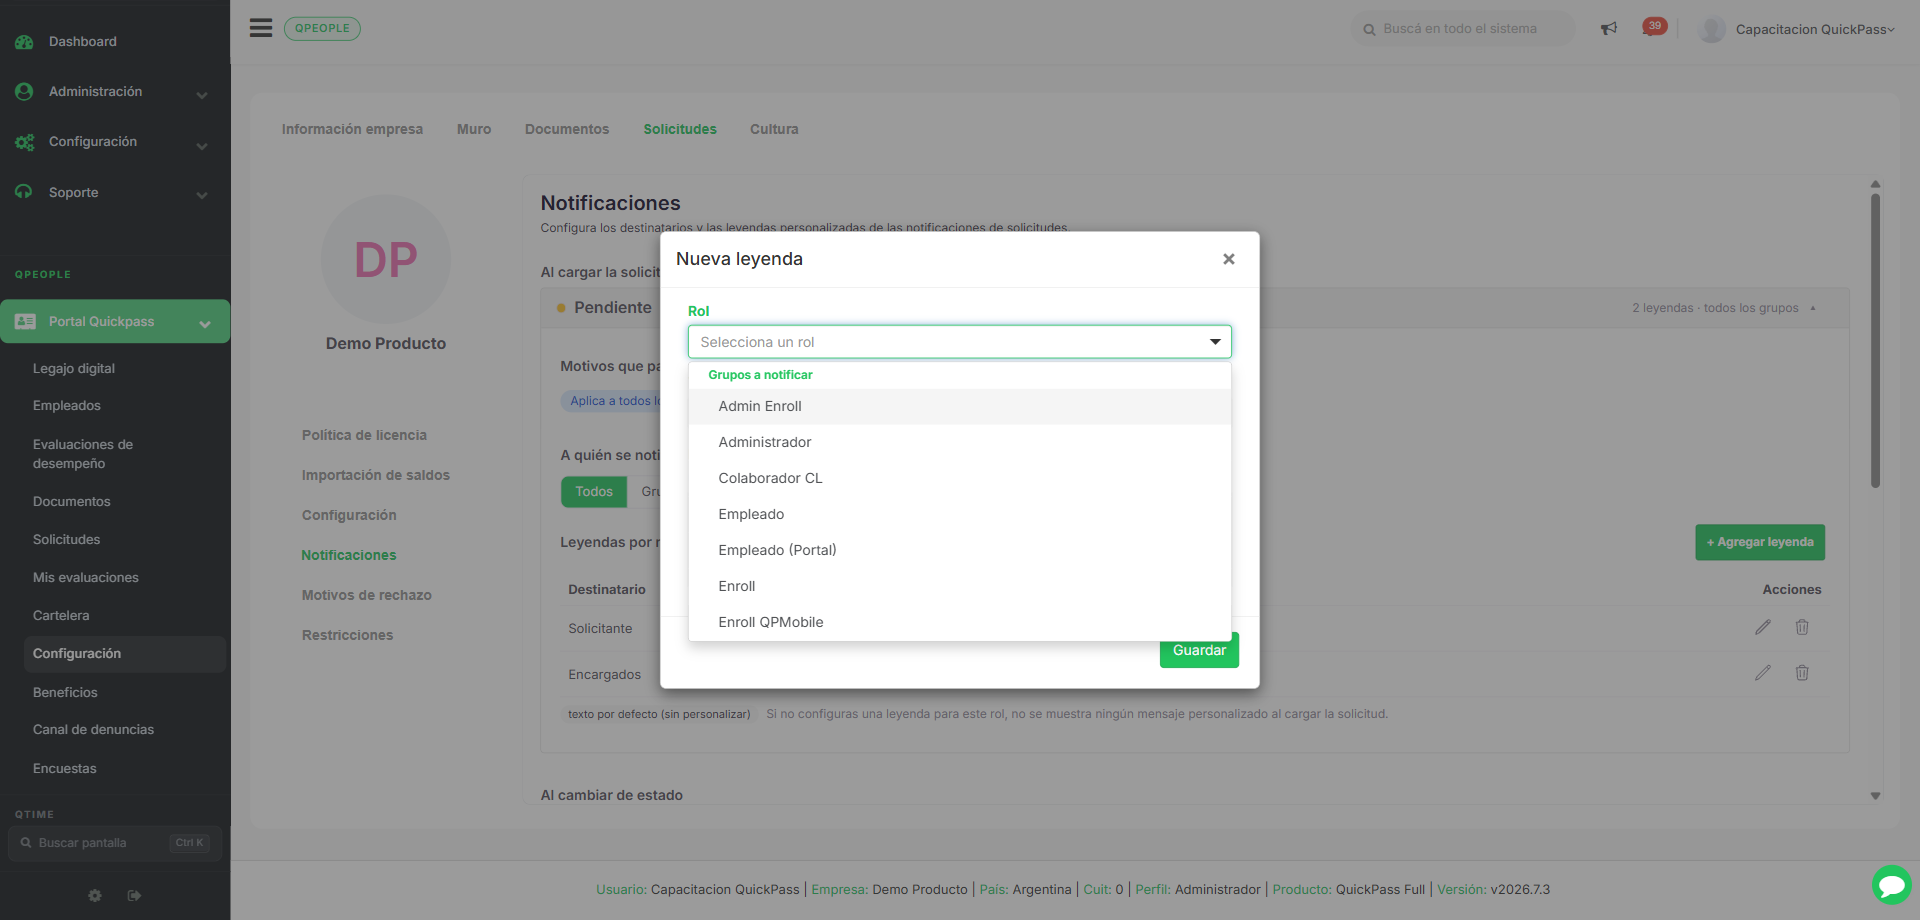 Dashboard
Administración
Configuración
Soporte
QPEOPLE
Portal Quickpass
Legajo digital
Empleados
Evaluaciones de
desempeño
Documentos
Solicitudes
Mis evaluaciones
Cartelera
Configuración
Beneficios
Canal de denuncias
Encuestas
QTIME
Buscar pantalla
Ctrl K
QPEOPLE
Buscá en todo el sistema
39
Capacitacion QuickPass
Información empresa
Muro
Documentos
Solicitudes
Cultura
DP
Demo Producto
Política de licencia
Importación de saldos
Configuración
Notificaciones
Motivos de rechazo
Restricciones
Notificaciones
Configura los destinatarios y las leyendas personalizadas de las notificaciones de solicitudes.
Al cargar la solicit
Pendiente
2 leyendas · todos los grupos
Motivos que pa
Aplica a todos lo
A quién se noti
Todos
Gru
Leyendas por r
+ Agregar leyenda
Destinatario
Acciones
Solicitante
Encargados
texto por defecto (sin personalizar)
Si no configuras una leyenda para este rol, no se muestra ningún mensaje personalizado al cargar la solicitud.
Al cambiar de estado
Nueva leyenda
×
Rol
Selecciona un rol
Grupos a notificar
Admin Enroll
Administrador
Colaborador CL
Empleado
Empleado (Portal)
Enroll
Enroll QPMobile
Guardar
Usuario: Capacitacion QuickPass | Empresa: Demo Producto | País: Argentina | Cuit: 0 | Perfil: Administrador | Producto: QuickPass Full | Versión: v2026.7.3